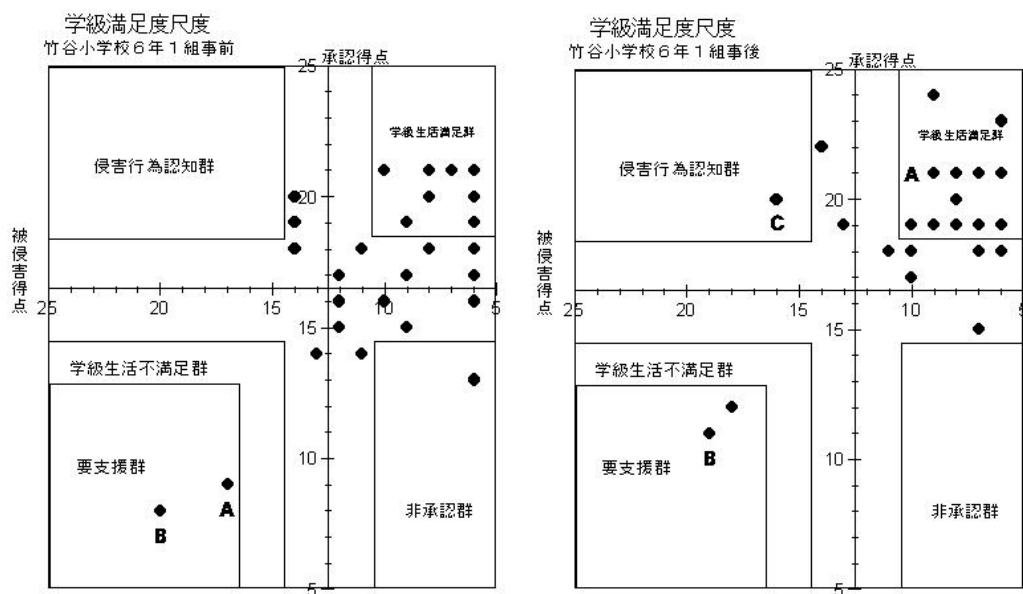 学級満足度尺度
竹谷小学校6年1組事前
25
承認得点
学級生活満足群
侵害行為認知群
20
被侵害得点
25
20
10
5
15
学級生活不満足群
要支援群
10
A
B
非承認群
5
学級満足度尺度
竹谷小学校6年1組事後
25
承認得点
学級生活満足群
侵害行為認知群
A
20
C
被侵害得点
25
20
10
5
15
学級生活不満足群
要支援群
B
10
非承認群
5